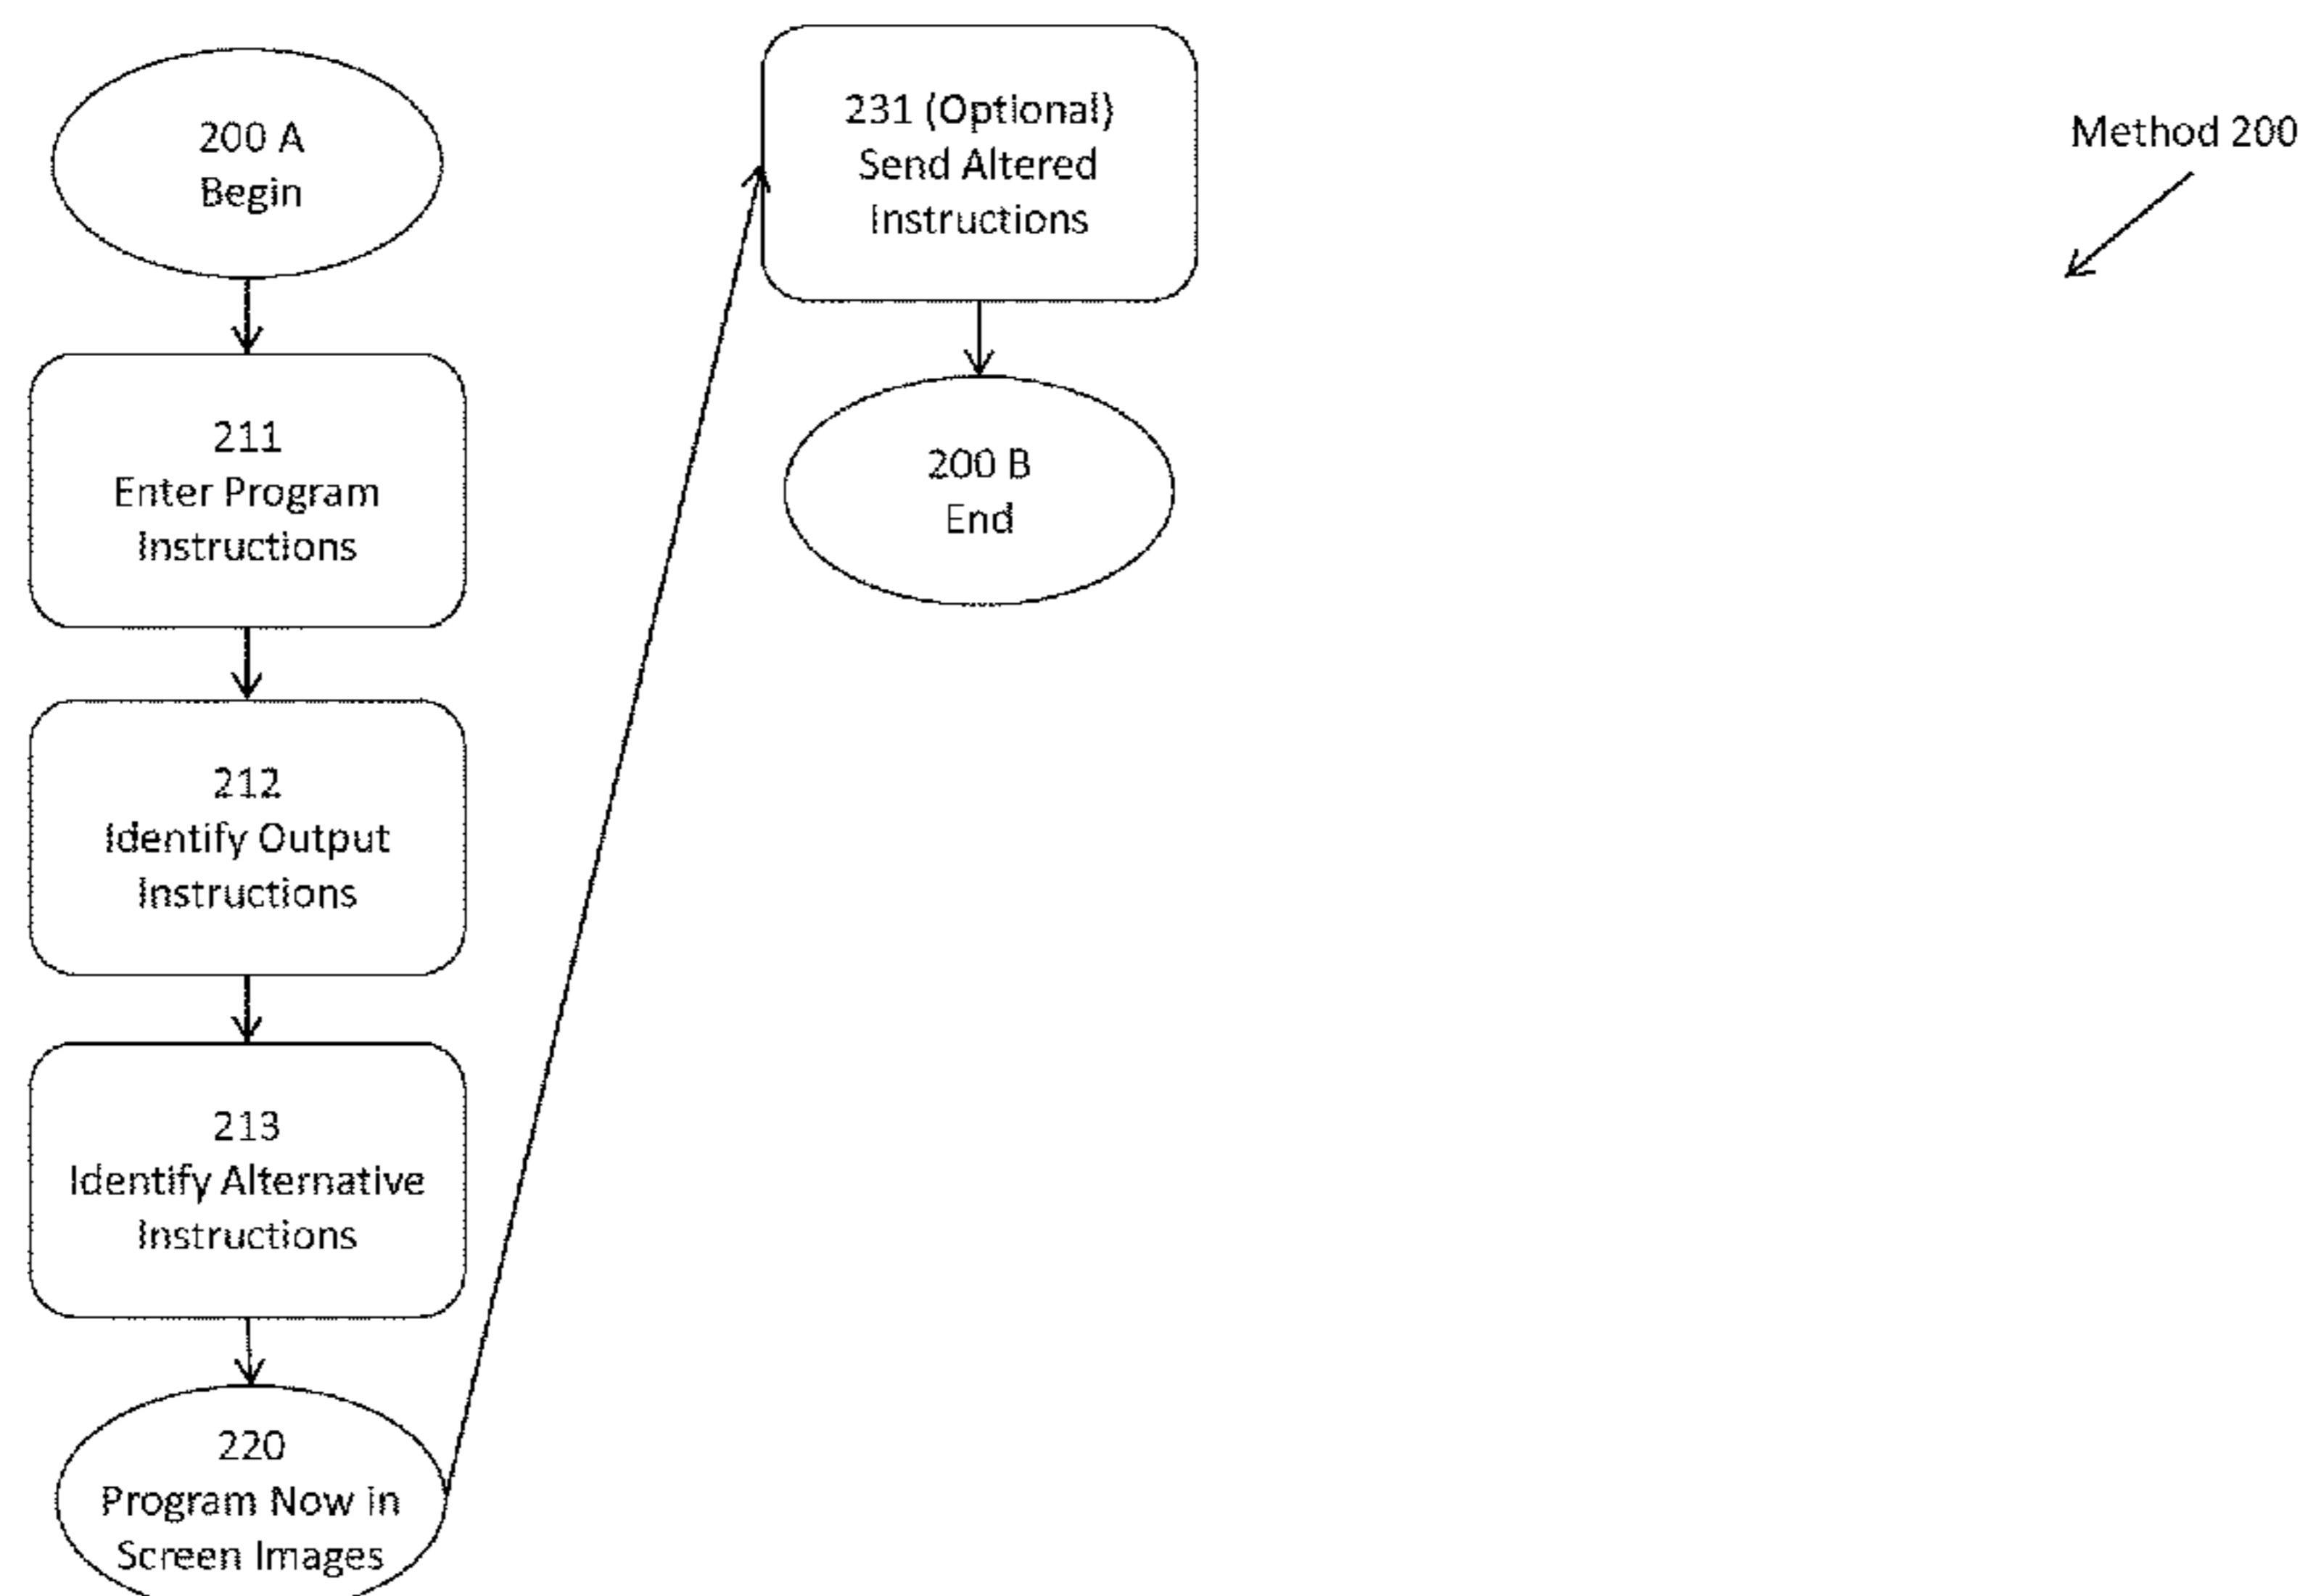 200 A
Begin
211
Enter Program
Instructions
212
Identify Output
Instructions
213
Identify Alternative
Instructions
220
Program Now in
Screen Images
231 (Optional)
Send Altered
Instructions
200 B
End
Method 200